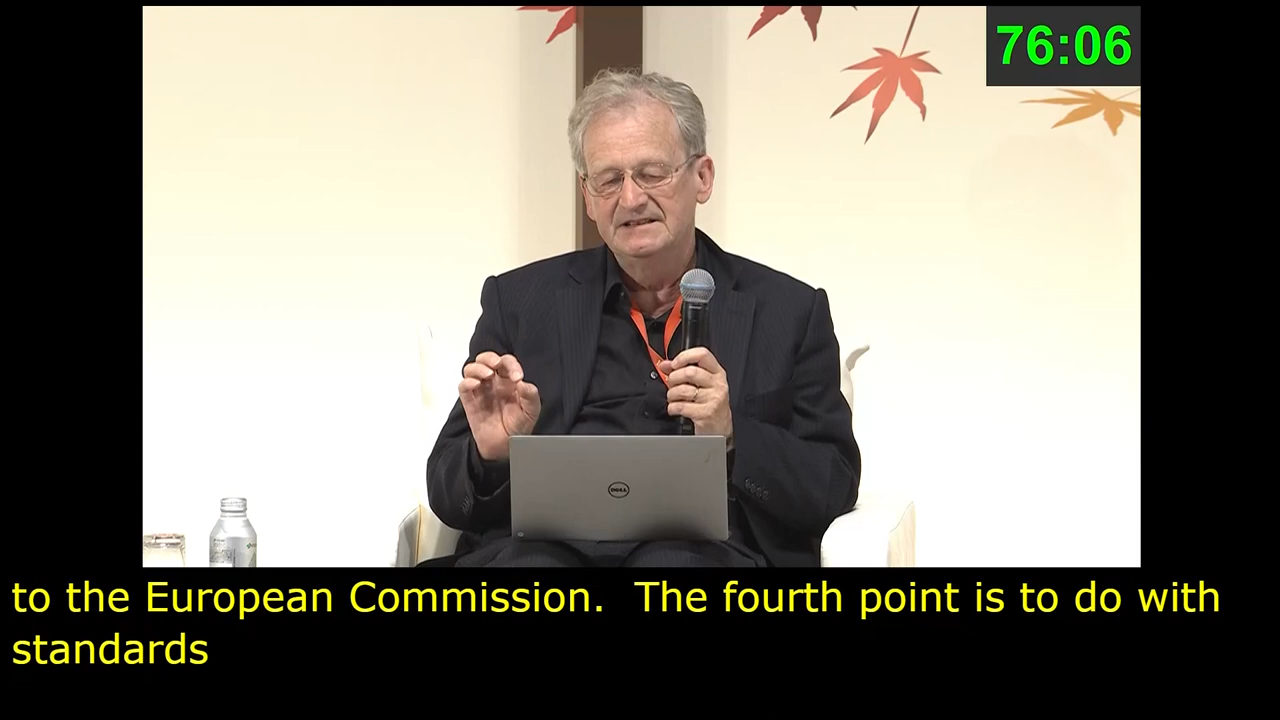 76:06
DELL
to the European Commission.  The fourth point is to do with
standards